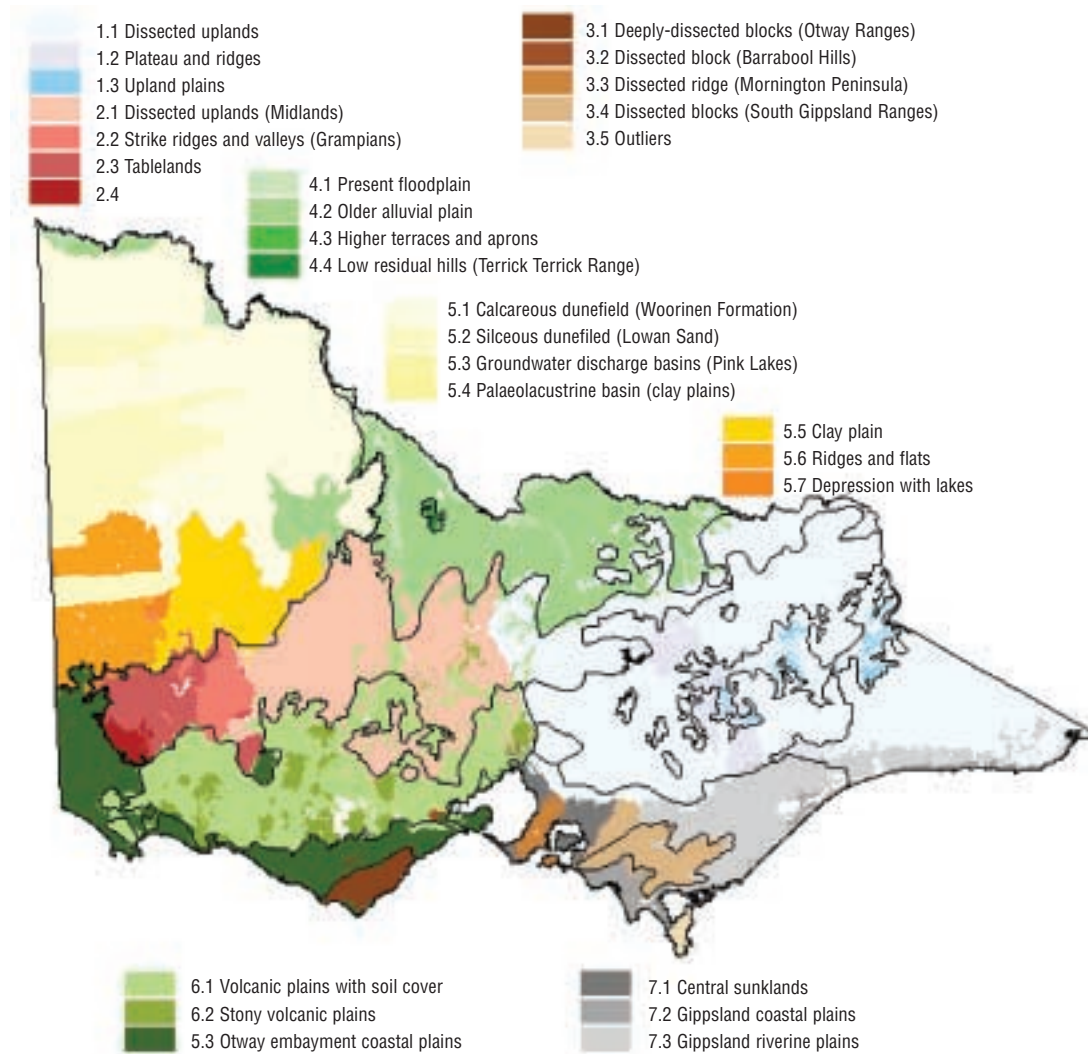 1.1 Dissected uplands
1.2 Plateau and ridges
1.3 Upland plains
2.1 Dissected uplands (Midlands)
2.2 Strike ridges and valleys (Grampians)
2.3 Tablelands
2.4
3.1 Deeply-dissected blocks (Otway Ranges)
3.2 Dissected block (Barrabool Hills)
3.3 Dissected ridge (Mornington Peninsula)
3.4 Dissected blocks (South Gippsland Ranges)
3.5 Outliers
4.1 Present floodplain
4.2 Older alluvial plain
4.3 Higher terraces and aprons
4.4 Low residual hills (Terrick Terrick Range)
5.1 Calcareous dunefield (Woorinen Formation)
5.2 Silceous dunefiled (Lowan Sand)
5.3 Groundwater discharge basins (Pink Lakes)
5.4 Palaeolacustrine basin (clay plains)
5.5 Clay plain
5.6 Ridges and flats
5.7 Depression with lakes
6.1 Volcanic plains with soil cover
6.2 Stony volcanic plains
5.3 Otway embayment coastal plains
7.1 Central sunklands
7.2 Gippsland coastal plains
7.3 Gippsland riverine plains